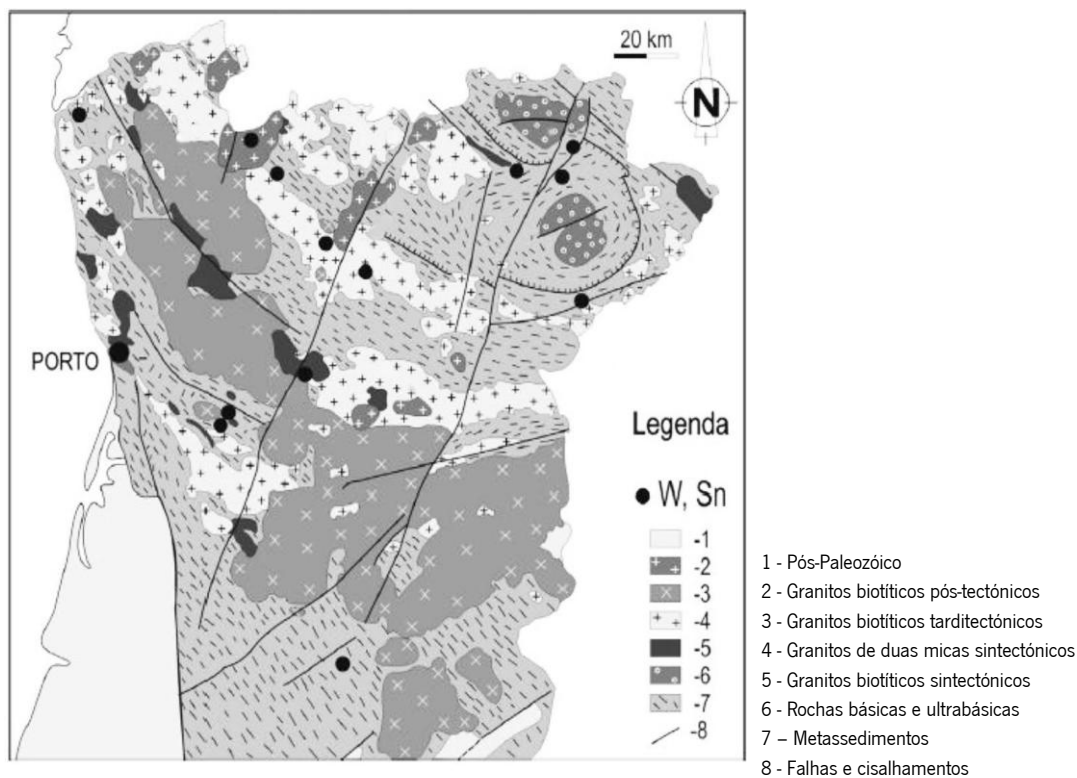 20 km
N
PORTO
Legenda
W, Sn
-1
-2
-3
-4
-5
-6
-7
-8
1 - Pós-Paleozóico
2 - Granitos biotíticos pós-tectónicos
3 - Granitos biotíticos tarditectónicos
4 - Granitos de duas micas sintectónicos
5 - Granitos biotíticos sintectónicos
6 - Rochas básicas e ultrabásicas
7 – Metassedimentos
8 - Falhas e cisalhamentos